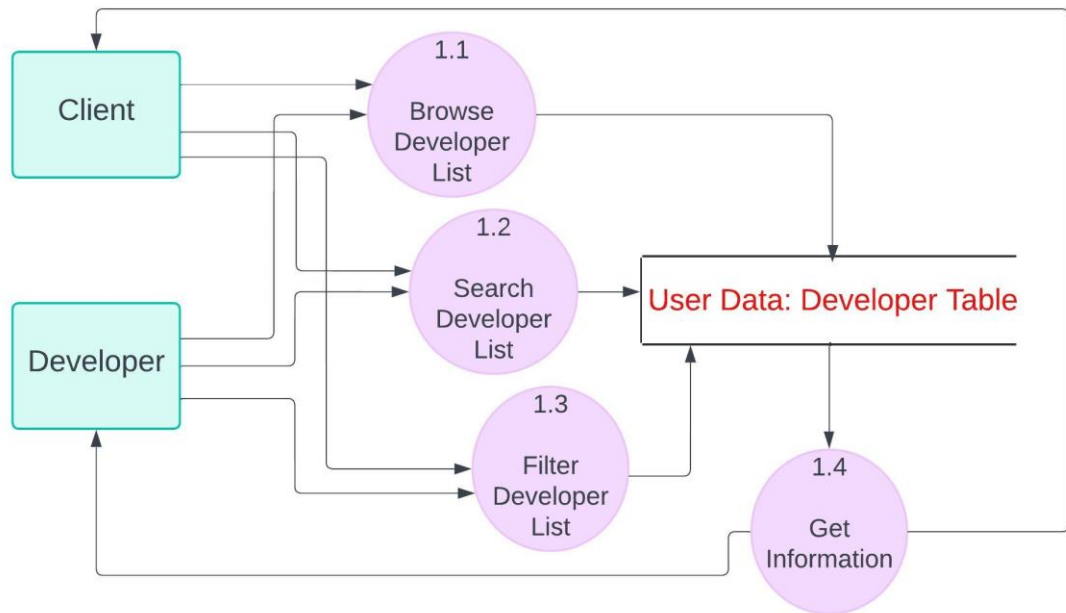 Client
1.1
Browse
Developer
List
1.2
Search
Developer
List
User Data: Developer Table
Developer
1.3
Filter
Developer
List
1.4
Get
Information